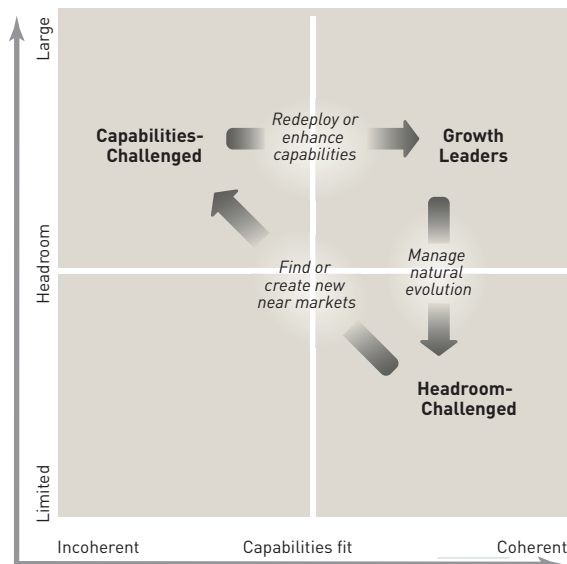 Large
Capabilities-
Challenged
Redeploy or
enhance
capabilities
Growth
Leaders
Headroom
Find or
create new
near markets
Manage
natural
evolution
Headroom-
Challenged
Limited
Incoherent
Capabilities fit
Coherent